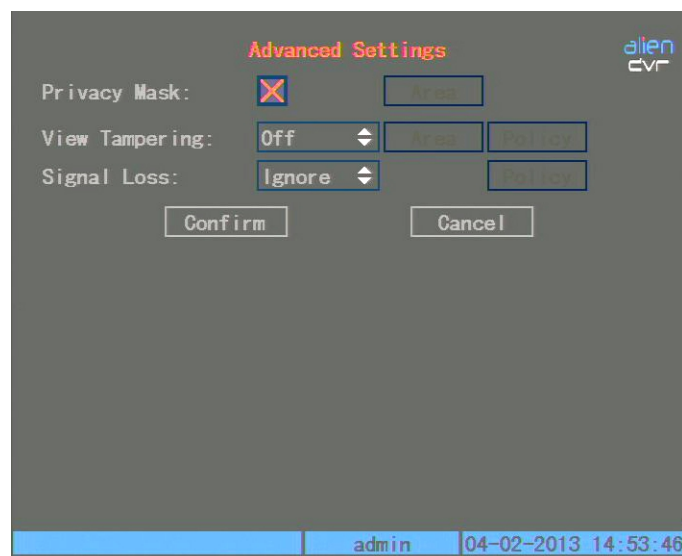 Advanced Settings
alien
dvr
Privacy Mask: Area
View Tampering: Off Area Policy
Signal Loss: Ignore Policy
Confirm Cancel
admin 04-02-2013 14:53:46